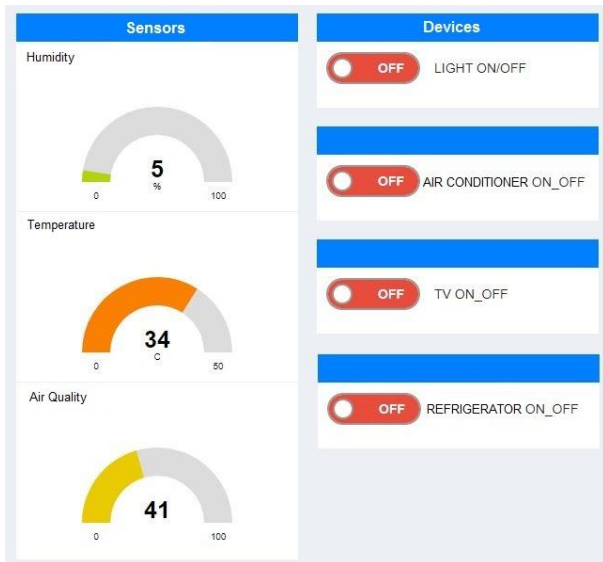 Sensors
Humidity
5
%
0 100
Temperature
34
C
0 50
Air Quality
41
0 100
Devices
OFF LIGHT ON/OFF
OFF AIR CONDITIONER ON_OFF
OFF TV ON_OFF
OFF REFRIGERATOR ON_OFF